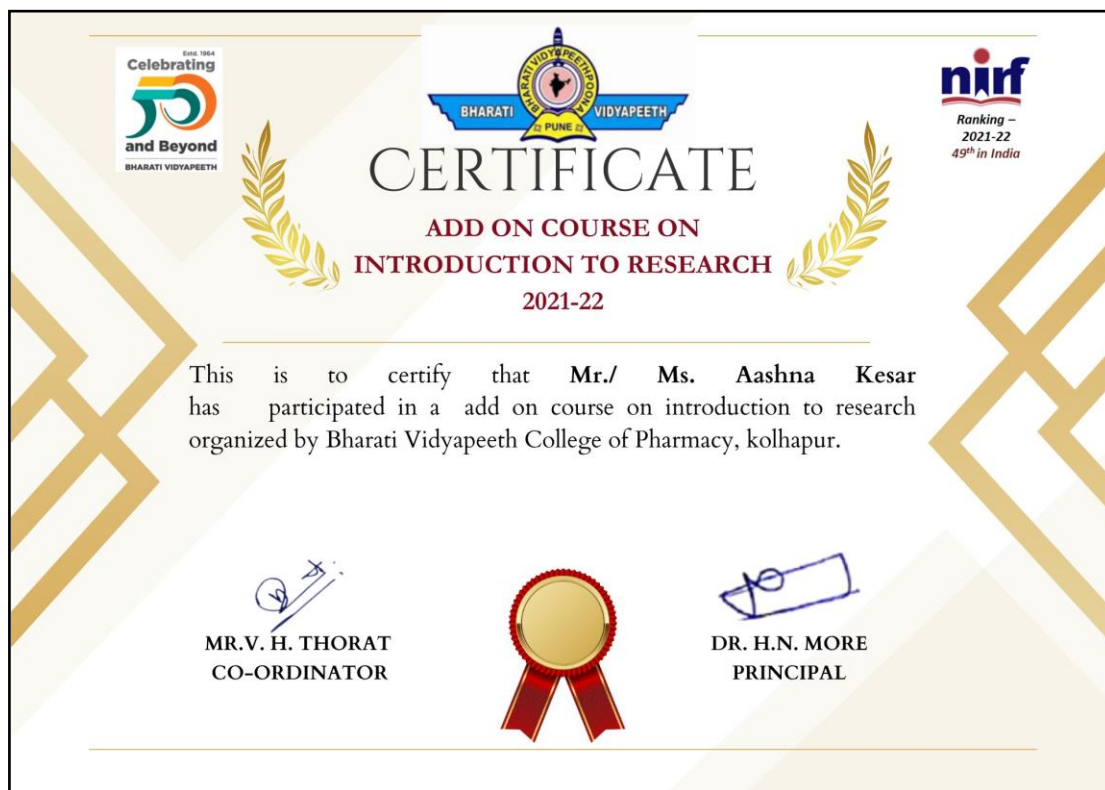 Estd. 1964
Celebrating
50
and Beyond
BHARATI VIDYAPEETH
BHARATI VIDYAPEETH POONA
BHARATI VIDYAPEETH
PUNE
nirf
Ranking –
2021-22
49th in India
CERTIFICATE
ADD ON COURSE ON
INTRODUCTION TO RESEARCH
2021-22
This is to certify that Mr./ Ms. Aashna Kesar
has participated in a add on course on introduction to research
organized by Bharati Vidyapeeth College of Pharmacy, kolhapur.
MR.V. H. THORAT
CO-ORDINATOR
DR. H.N. MORE
PRINCIPAL